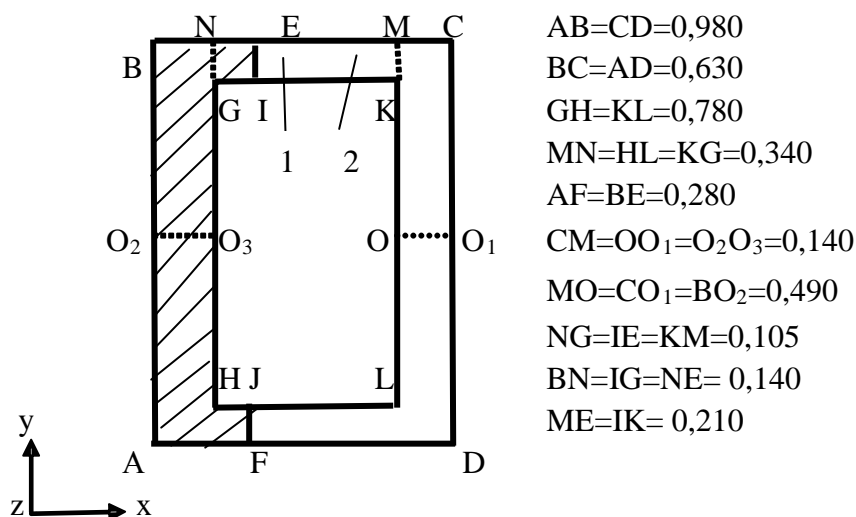 N E M C
B
G I K
1 2
O₂ O₃ O O₁
H J L
A F D
y
z x
AB=CD=0,980
BC=AD=0,630
GH=KL=0,780
MN=HL=KG=0,340
AF=BE=0,280
CM=OO₁=O₂O₃=0,140
MO=CO₁=BO₂=0,490
NG=IE=KM=0,105
BN=IG=NE= 0,140
ME=IK= 0,210